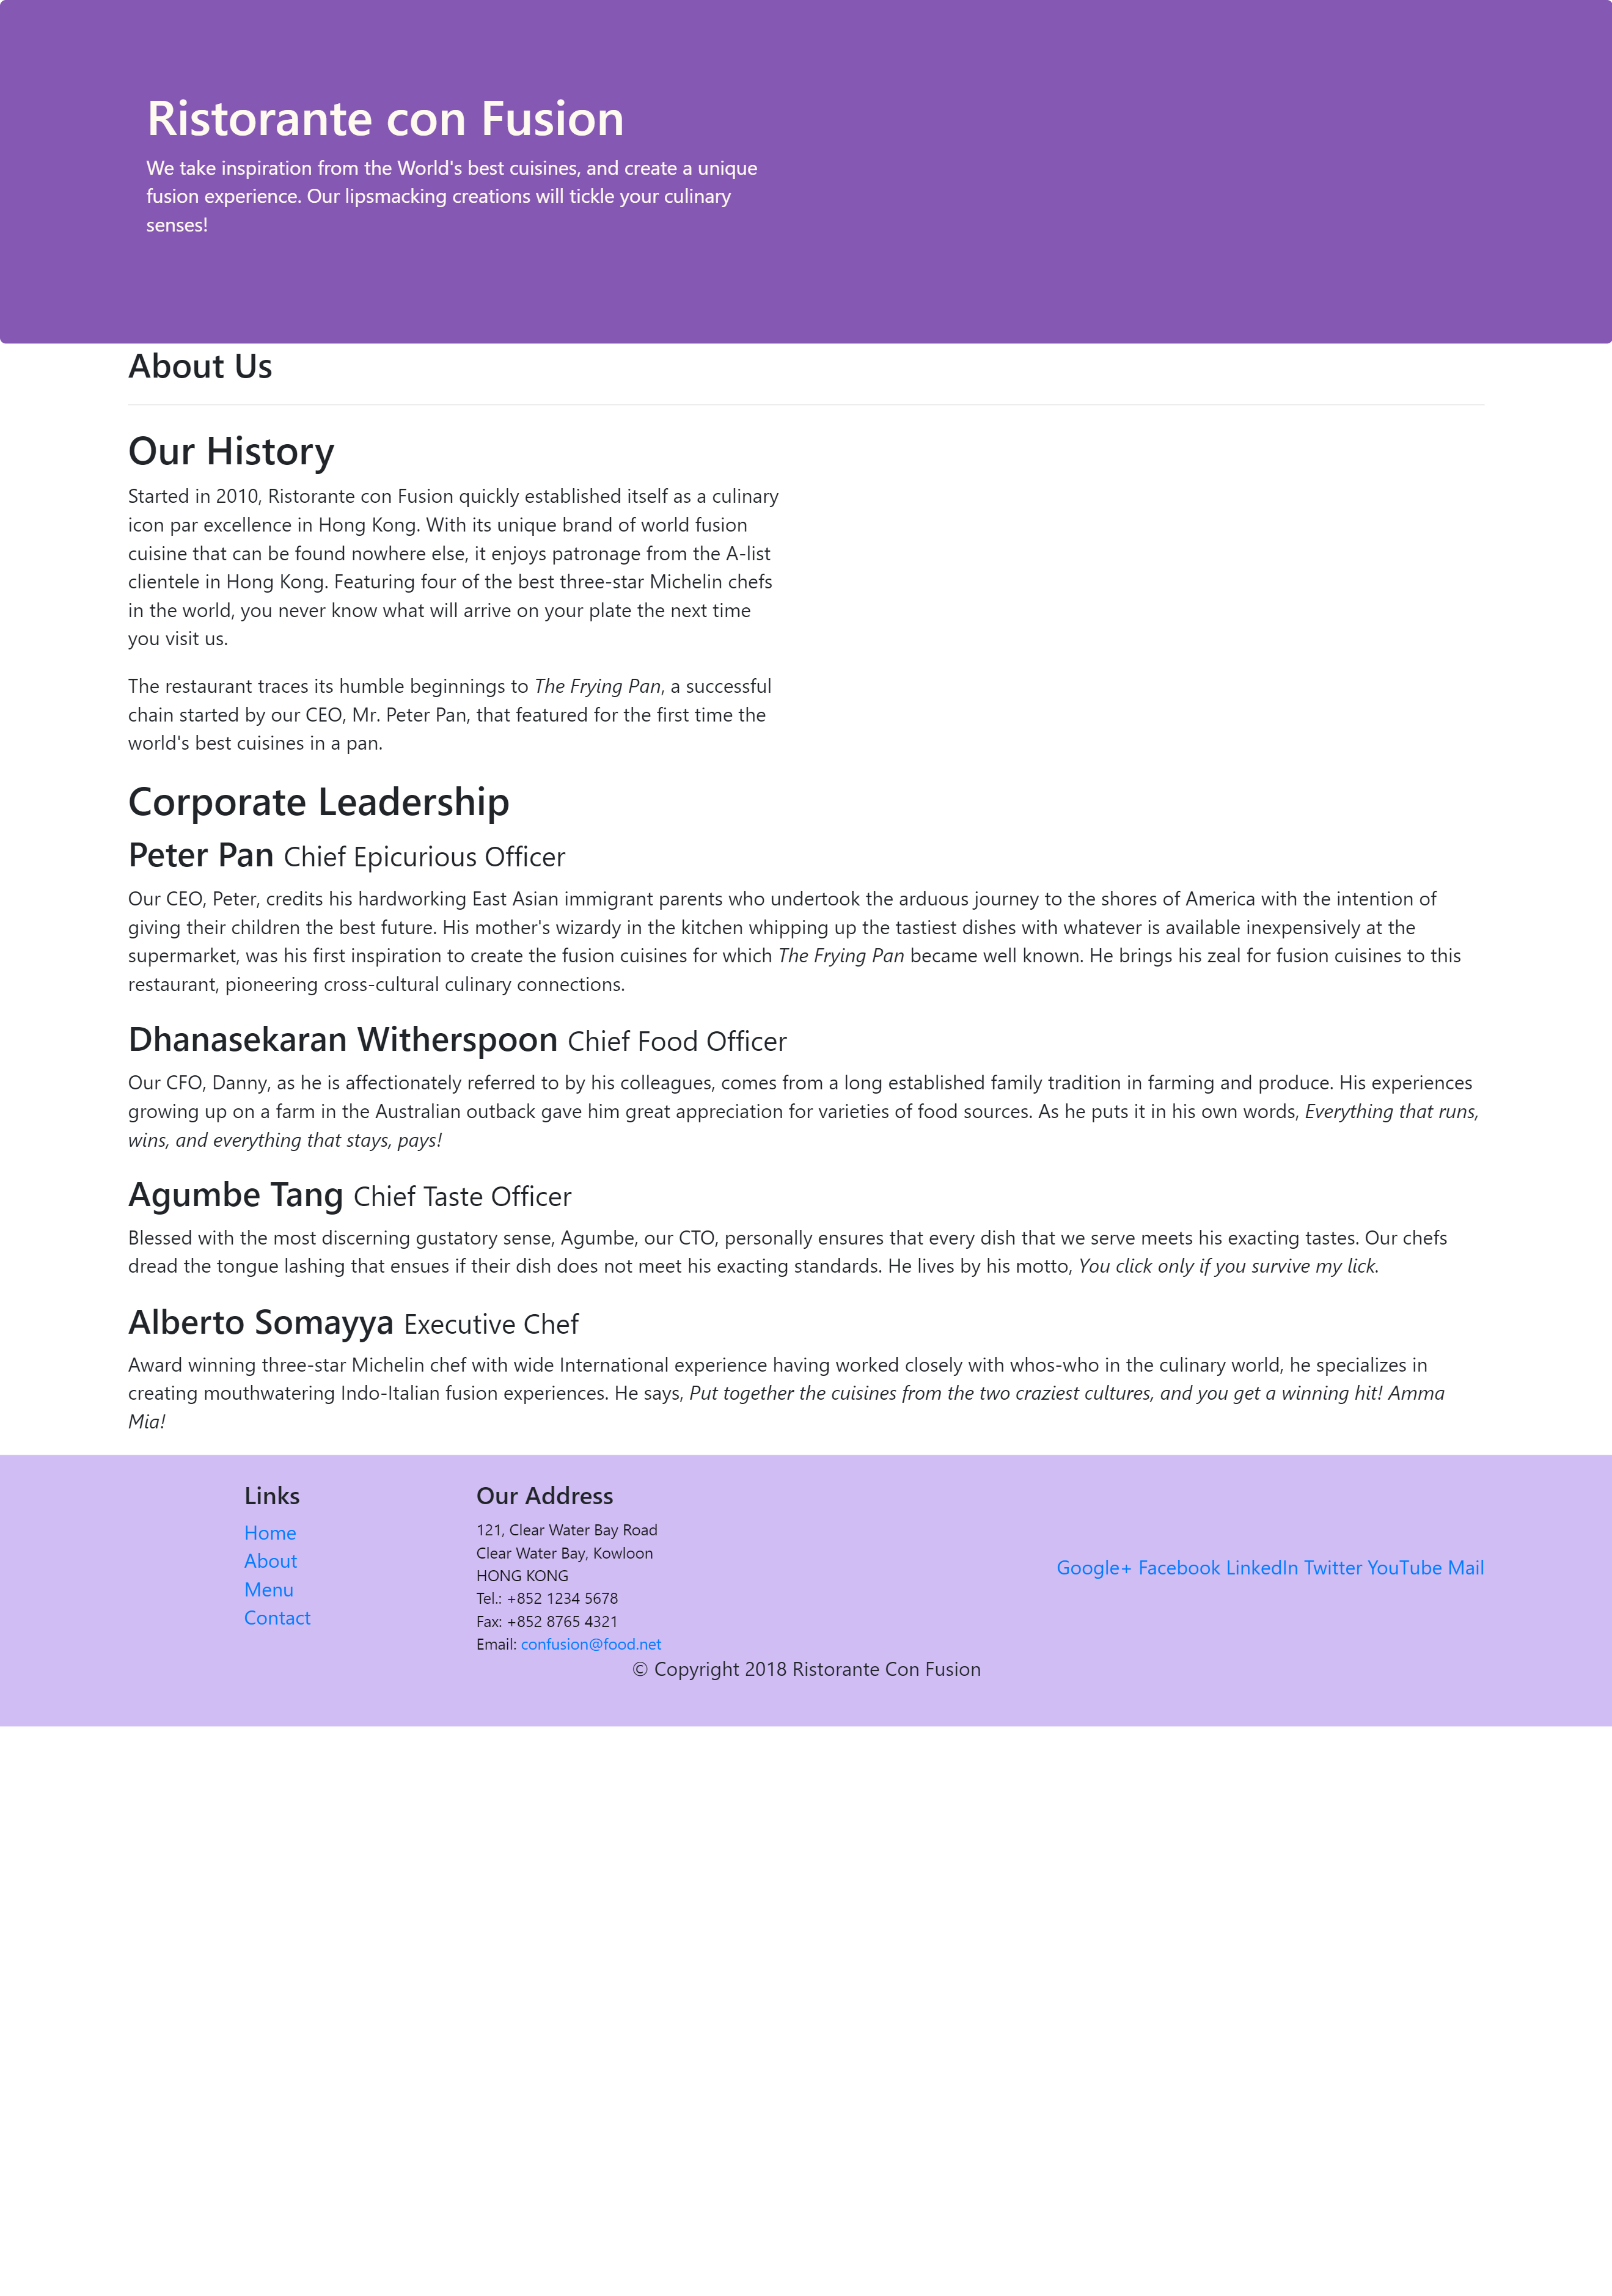 Ristorante con Fusion
We take inspiration from the World's best cuisines, and create a unique
fusion experience. Our lipsmacking creations will tickle your culinary
senses!
About Us
Our History
Started in 2010, Ristorante con Fusion quickly established itself as a culinary
icon par excellence in Hong Kong. With its unique brand of world fusion
cuisine that can be found nowhere else, it enjoys patronage from the A-list
clientele in Hong Kong. Featuring four of the best three-star Michelin chefs
in the world, you never know what will arrive on your plate the next time
you visit us.
The restaurant traces its humble beginnings to The Frying Pan, a successful
chain started by our CEO, Mr. Peter Pan, that featured for the first time the
world's best cuisines in a pan.
Corporate Leadership
Peter Pan Chief Epicurious Officer
Our CEO, Peter, credits his hardworking East Asian immigrant parents who undertook the arduous journey to the shores of America with the intention of
giving their children the best future. His mother's wizardy in the kitchen whipping up the tastiest dishes with whatever is available inexpensively at the
supermarket, was his first inspiration to create the fusion cuisines for which The Frying Pan became well known. He brings his zeal for fusion cuisines to this
restaurant, pioneering cross-cultural culinary connections.
Dhanasekaran Witherspoon Chief Food Officer
Our CFO, Danny, as he is affectionately referred to by his colleagues, comes from a long established family tradition in farming and produce. His experiences
growing up on a farm in the Australian outback gave him great appreciation for varieties of food sources. As he puts it in his own words, Everything that runs,
wins, and everything that stays, pays!
Agumbe Tang Chief Taste Officer
Blessed with the most discerning gustatory sense, Agumbe, our CTO, personally ensures that every dish that we serve meets his exacting tastes. Our chefs
dread the tongue lashing that ensues if their dish does not meet his exacting standards. He lives by his motto, You click only if you survive my lick.
Alberto Somayya Executive Chef
Award winning three-star Michelin chef with wide International experience having worked closely with whos-who in the culinary world, he specializes in
creating mouthwatering Indo-Italian fusion experiences. He says, Put together the cuisines from the two craziest cultures, and you get a winning hit! Amma
Mia!
Links
Home
About
Menu
Contact
Our Address
121, Clear Water Bay Road
Clear Water Bay, Kowloon
HONG KONG
Tel.: +852 1234 5678
Fax: +852 8765 4321
Email: confusion@food.net
Google+ Facebook LinkedIn Twitter YouTube Mail
© Copyright 2018 Ristorante Con Fusion